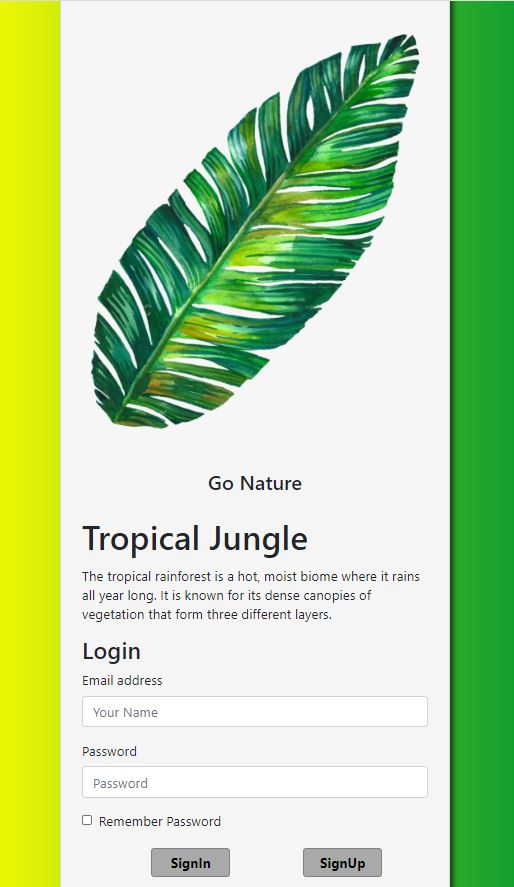 Go Nature
Tropical Jungle
The tropical rainforest is a hot, moist biome where it rains
all year long. It is known for its dense canopies of
vegetation that form three different layers.
Login
Email address
Your Name
Password
Password
Remember Password
SignIn
SignUp